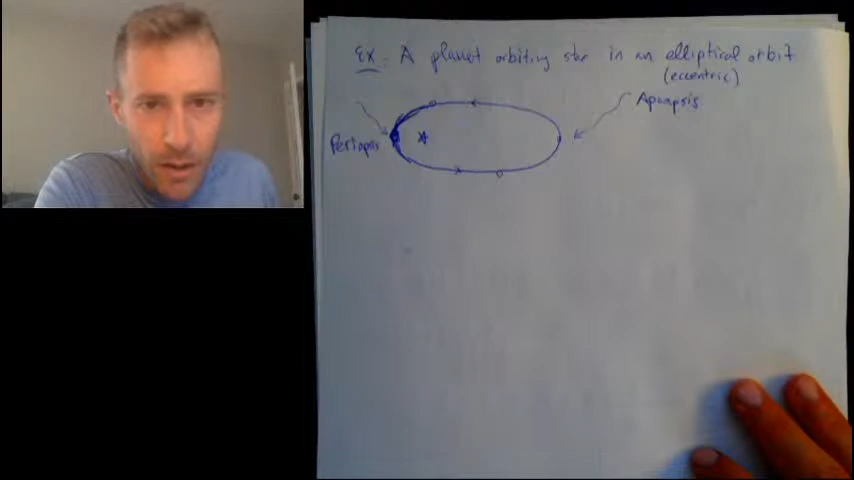 Ex: A planet orbiting star in an elliptical orbit
(eccentric)
Apoapsis
Periapsis